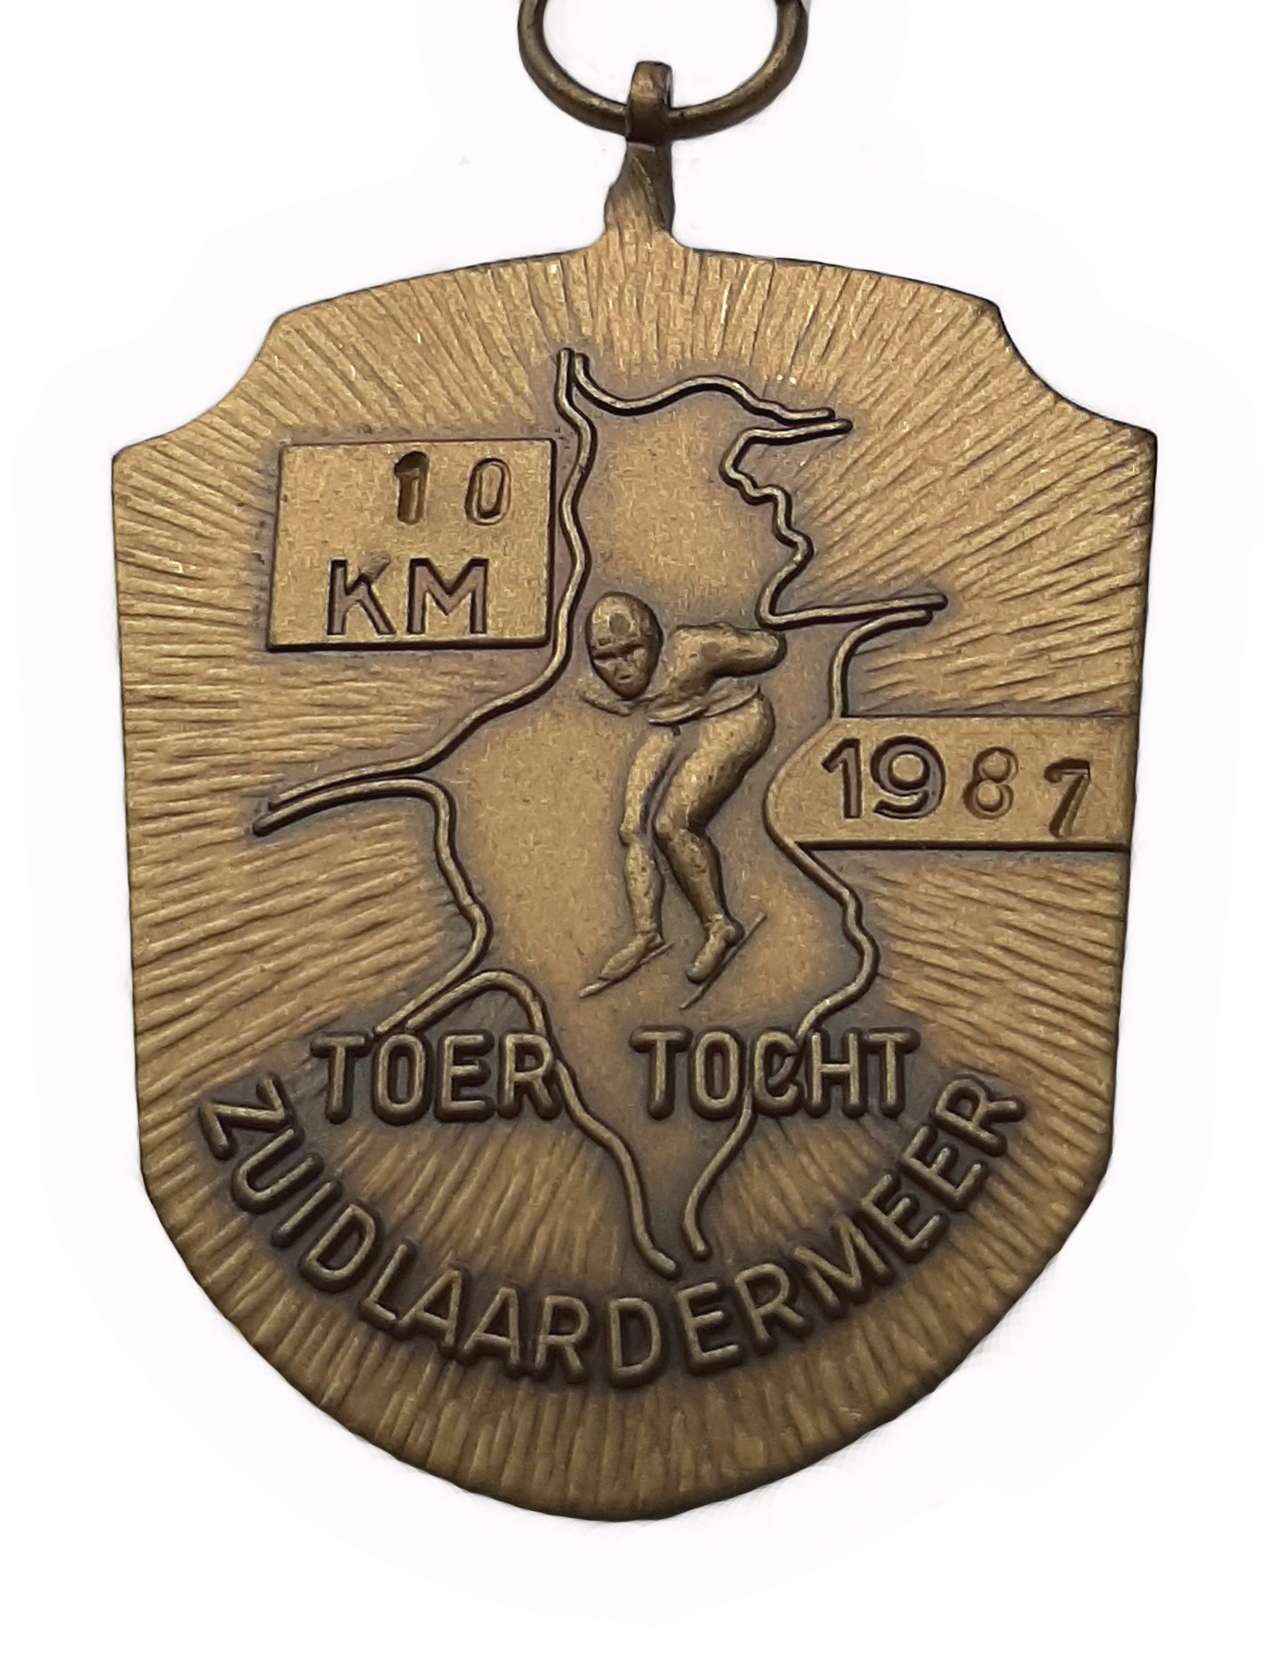 10
KM
1987
TOER TOCHT
ZUIDLAARDERMEER